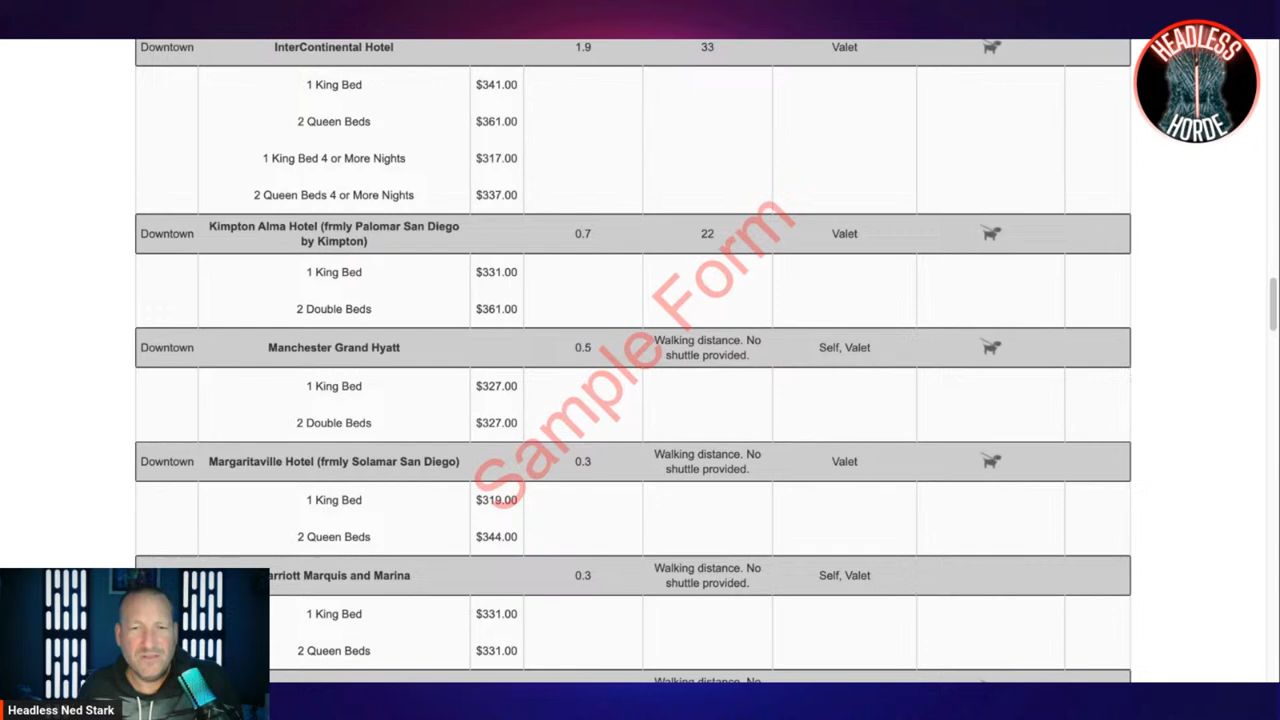 Downtown InterContinental Hotel 1.9 33 Valet
1 King Bed $341.00
2 Queen Beds $361.00
1 King Bed 4 or More Nights $317.00
2 Queen Beds 4 or More Nights $337.00
Downtown Kimpton Alma Hotel (frmly Palomar San Diego
by Kimpton) 0.7 22 Valet
1 King Bed $331.00
2 Double Beds $361.00
Downtown Manchester Grand Hyatt 0.5 Walking distance. No
shuttle provided. Self, Valet
1 King Bed $327.00
2 Double Beds $327.00
Downtown Margaritaville Hotel (frmly Solamar San Diego) 0.3 Walking distance. No
shuttle provided. Valet
1 King Bed $319.00
2 Queen Beds $344.00
arriott Marquis and Marina 0.3 Walking distance. No
shuttle provided. Self, Valet
1 King Bed $331.00
2 Queen Beds $331.00
Walking distance. No
Sample Form
HEADLESS
HORDE
Headless Ned Stark